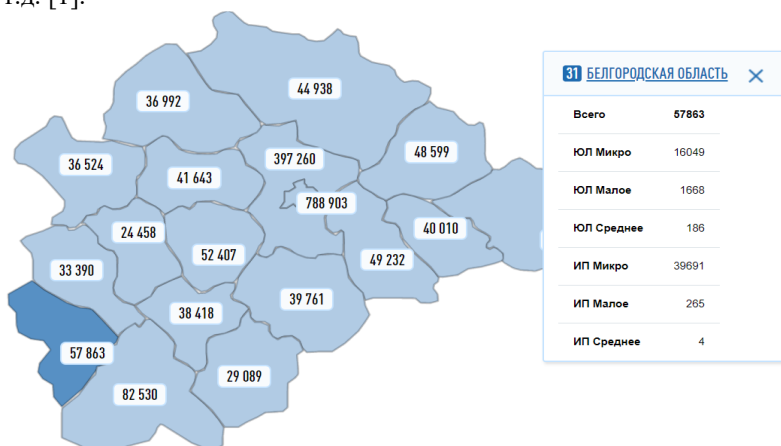 т.д. [1].
44 938
36 992
48 599
397 260
36 524
41 643
788 903
40 010
24 458
52 407
49 232
33 390
39 761
38 418
57 863
29 089
82 530
31 БЕЛГОРОДСКАЯ ОБЛАСТЬ
Всего 57863
ЮЛ Микро 16049
ЮЛ Малое 1668
ЮЛ Среднее 186
ИП Микро 39691
ИП Малое 265
ИП Среднее 4